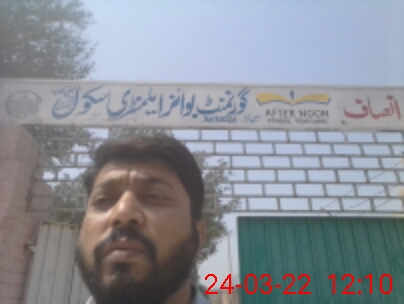 گورنمنٹ بوائز ایلمنٹری سکول
انصاف
AFTER NOON
24-03-22 12:10